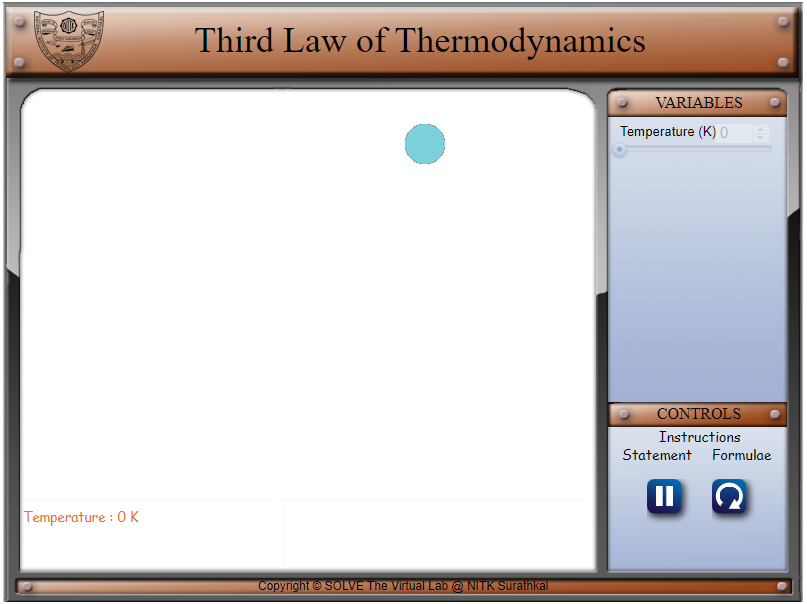 Third Law of Thermodynamics
VARIABLES
Temperature (K) 0
CONTROLS
Instructions
Statement Formulae
Temperature : 0 K
Copyright © SOLVE The Virtual Lab @ NITK Surathkal